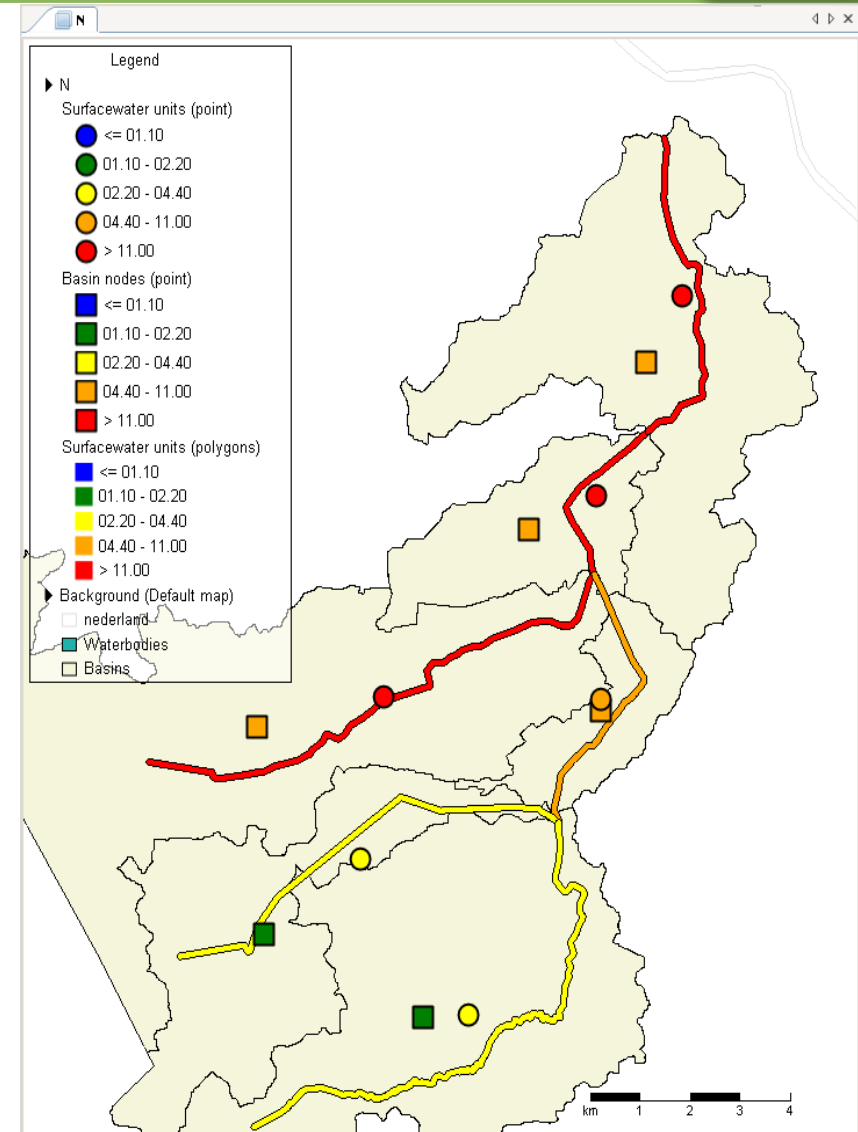 N
Legend
N
Surfacewater units (point)
<= 01.10
01.10 - 02.20
02.20 - 04.40
04.40 - 11.00
> 11.00
Basin nodes (point)
<= 01.10
01.10 - 02.20
02.20 - 04.40
04.40 - 11.00
> 11.00
Surfacewater units (polygons)
<= 01.10
01.10 - 02.20
02.20 - 04.40
04.40 - 11.00
> 11.00
Background (Default map)
nederland
Waterbodies
Basins
km 1 2 3 4